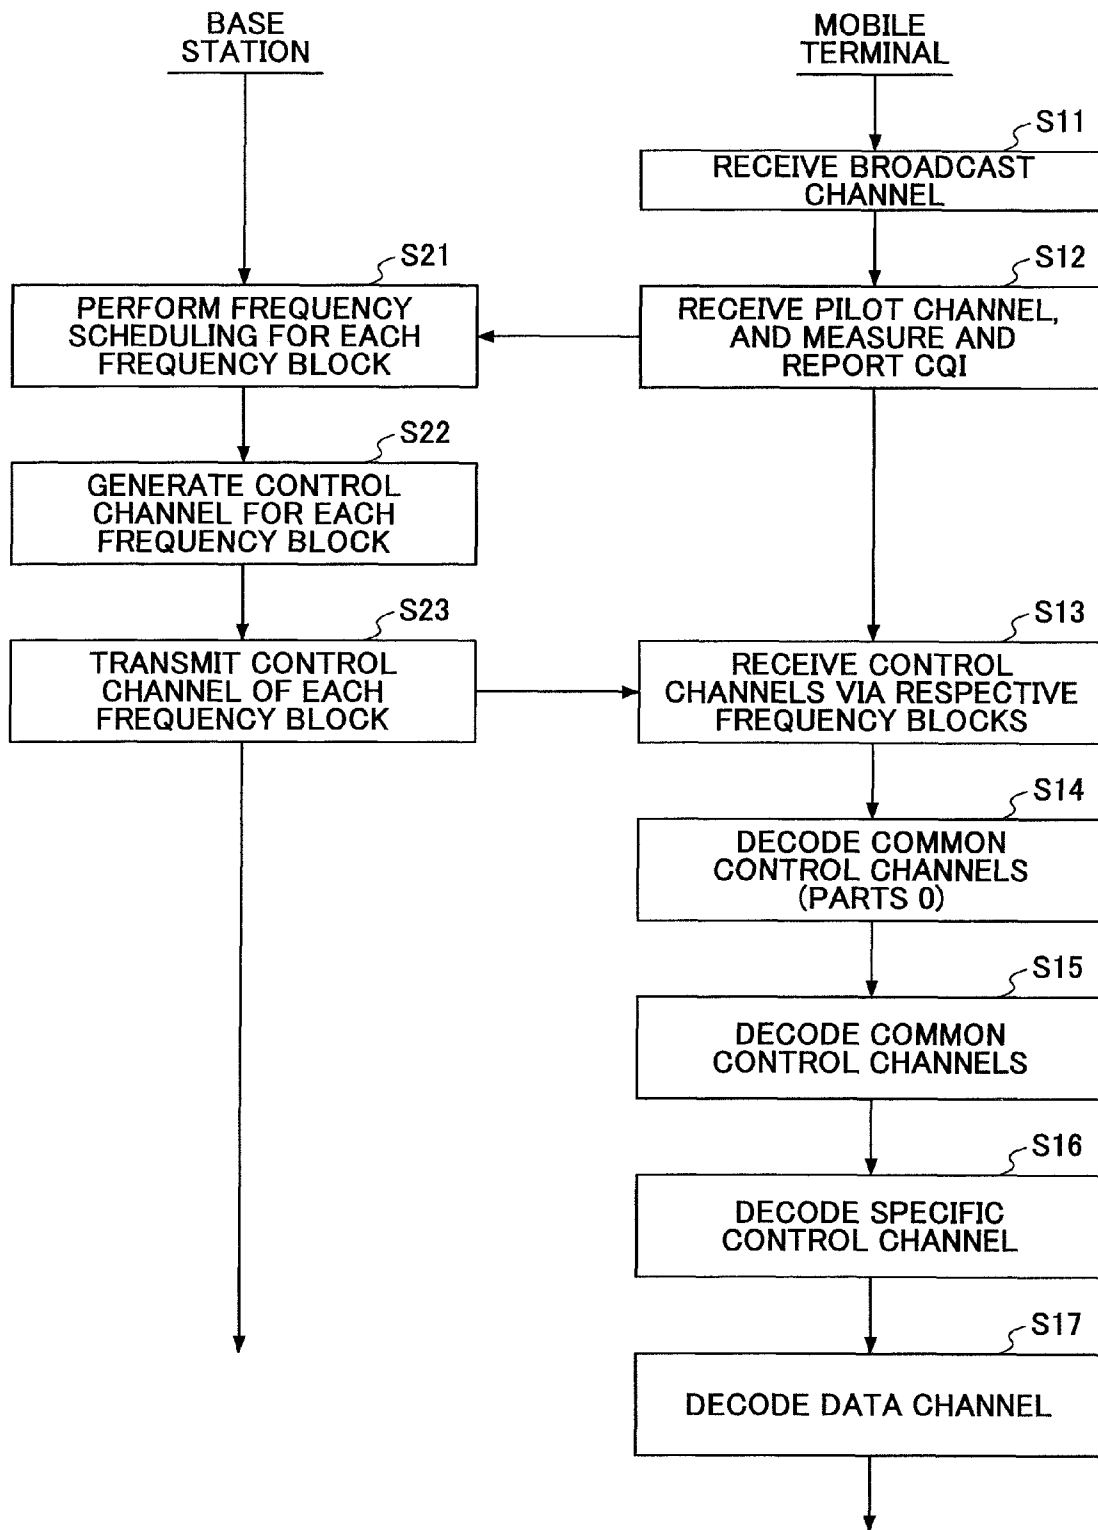 BASE
STATION
MOBILE
TERMINAL
S11
RECEIVE BROADCAST
CHANNEL
S21
PERFORM FREQUENCY
SCHEDULING FOR EACH
FREQUENCY BLOCK
S12
RECEIVE PILOT CHANNEL,
AND MEASURE AND
REPORT CQI
S22
GENERATE CONTROL
CHANNEL FOR EACH
FREQUENCY BLOCK
S23
TRANSMIT CONTROL
CHANNEL OF EACH
FREQUENCY BLOCK
S13
RECEIVE CONTROL
CHANNELS VIA RESPECTIVE
FREQUENCY BLOCKS
S14
DECODE COMMON
CONTROL CHANNELS
(PARTS 0)
S15
DECODE COMMON
CONTROL CHANNELS
S16
DECODE SPECIFIC
CONTROL CHANNEL
S17
DECODE DATA CHANNEL